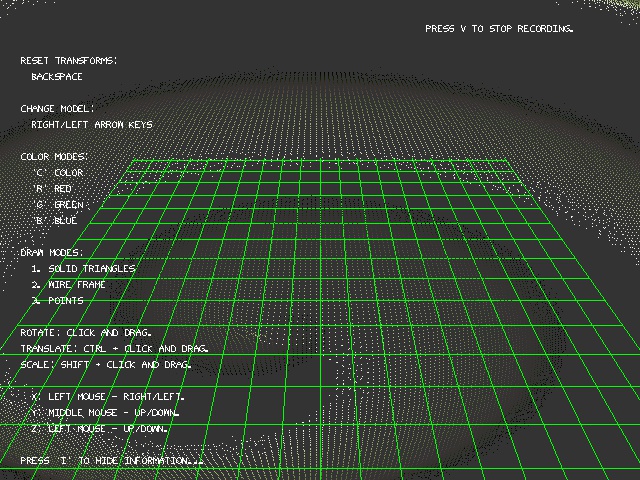 PRESS V TO STOP RECORDING.
RESET TRANSFORMS:
BACKSPACE
CHANGE MODEL:
RIGHT/LEFT ARROW KEYS
COLOR MODES:
'C' COLOR
'R' RED
'G' GREEN
'B' BLUE
DRAW MODES:
1. SOLID TRIANGLES
2. WIRE FRAME
3. POINTS
ROTATE: CLICK AND DRAG.
TRANSLATE: CTRL + CLICK AND DRAG.
SCALE: SHIFT + CLICK AND DRAG.
X: LEFT MOUSE - RIGHT/LEFT.
Y: MIDDLE MOUSE - UP/DOWN.
Z: LEFT MOUSE - UP/DOWN.
PRESS 'I' TO HIDE INFORMATION...